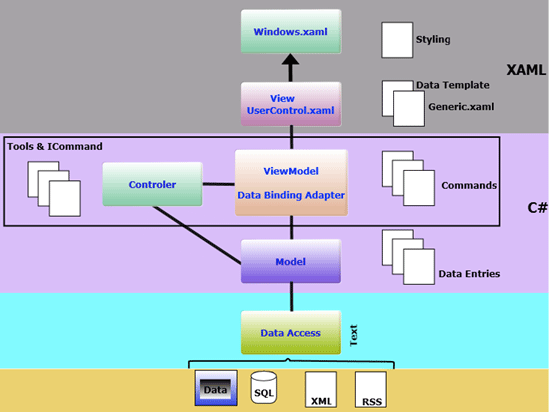 Windows.xaml
Styling
XAML
View
UserControl.xaml
Data Template
Generic.xaml
Tools & ICommand
Controler
ViewModel
Data Binding Adapter
Commands
C#
Model
Data Entries
Data Access
Text
Data
SQL
XML
RSS